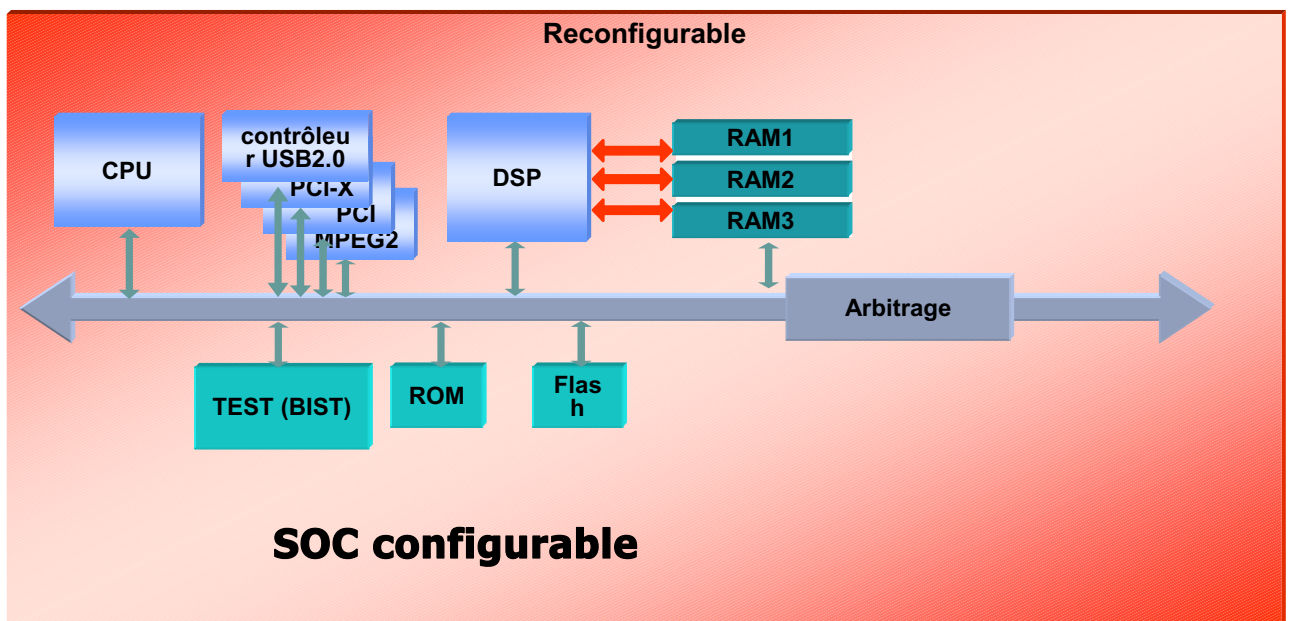 Reconfigurable
CPU
contrôleu
r USB2.0
PCI-X
PCI
MPEG2
DSP
RAM1
RAM2
RAM3
Arbitrage
TEST (BIST)
ROM
Flas
h
SOC configurable